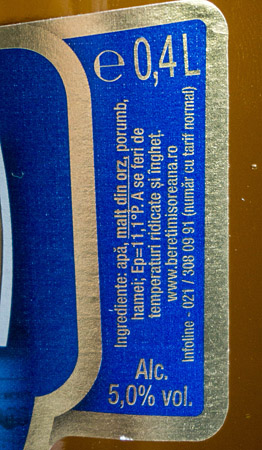 ℮ 0,4L
Ingrediente: apă, malț din orz, porumb,
hamei; Ep=11,1°P. A se feri de
temperaturi ridicate și îngheț.
www.beretimisoreana.ro
Infoline - 021 / 308 09 91 (număr cu tarif normal)
Alc.
5,0% vol.